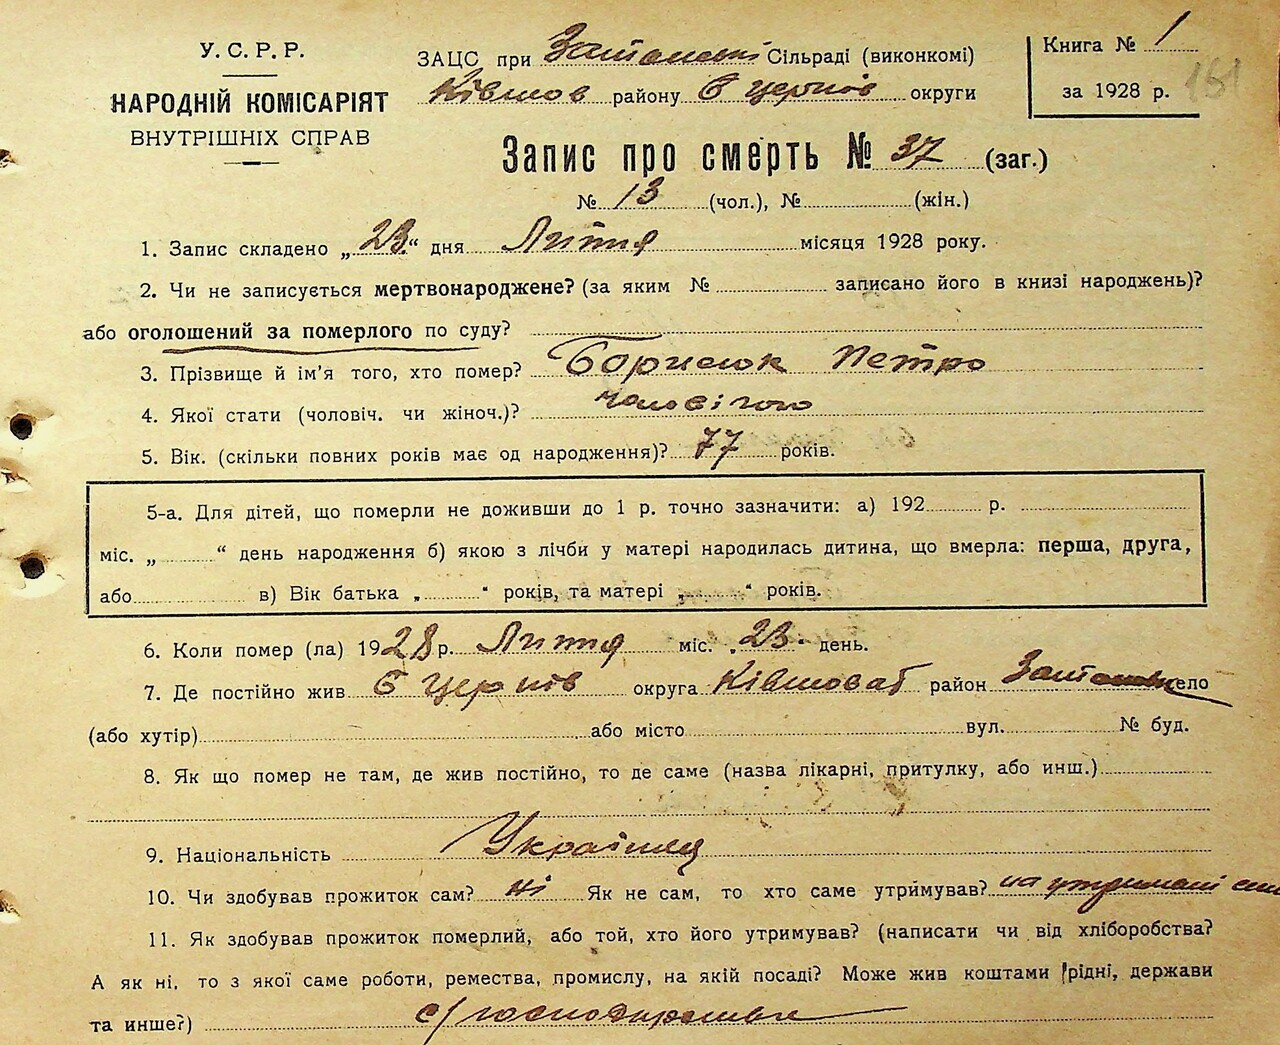 У.С.Р.Р.
НАРОДНІЙ КОМІСАРІЯТ
ВНУТРІШНІХ СПРАВ
ЗАЦС при Сільраді (виконкомі)
району Б Церків округи
Книга № 1
за 1928 р. 151
Запис про смерть № 37 (заг.)
№ 13 (чол.), № (жін.)
1. Запис складено „23“ дня Липня місяця 1928 року.
2. Чи не записується мертвонароджене? (за яким № записано його в книзі народжень)?
або оголошений за померлого по суду?
3. Прізвище й ім'я того, хто помер? Борисюк Петро
4. Якої стати (чоловіч. чи жіноч.)? чоловічого
5. Вік. (скільки повних років має од народження)? 77 років.
5-а. Для дітей, що померли не доживши до 1 р. точно зазначити: а) 192 р.
міс. „ “ день народження б) якою з лічби у матері народилась дитина, що вмерла: перша, друга,
або в) Вік батька „ “ років, та матері „ “ років.
6. Коли помер (ла) 1928 р. Липня міс. „23“ день.
7. Де постійно жив Б Церків округа район село
(або хутір) або місто вул. № буд.
8. Як що помер не там, де жив постійно, то де саме (назва лікарні, притулку, або инш.)
9. Національність Українец
10. Чи здобував прожиток сам? ні Як не сам, то хто саме утримував? на утримані
11. Як здобував прожиток померлий, або той, хто його утримував? (написати чи від хліборобства?
А як ні, то з якої саме роботи, ремества, промислу, на якій посаді? Може жив коштами рідні, держави
та инше?) с/господарством